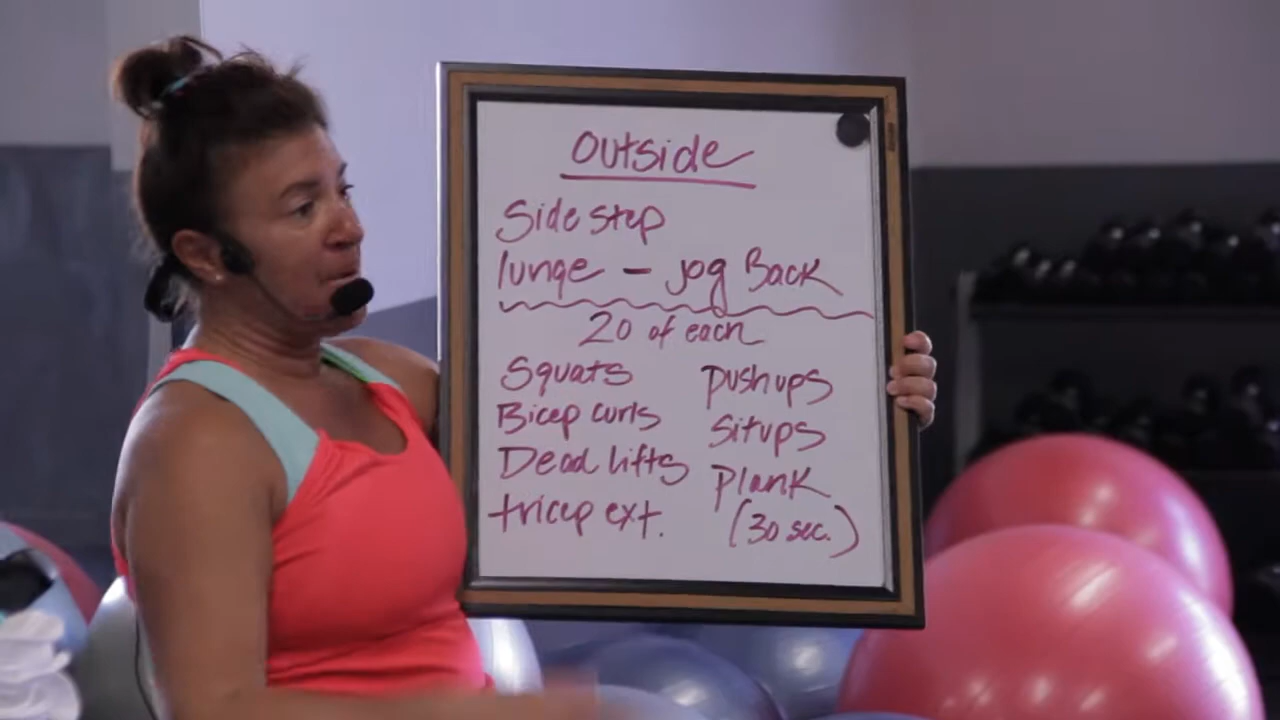 Outside
Side step
lunge - jog Back
20 of each
Squats
Bicep curls
Dead lifts
tricep ext.
pushups
situps
plank
(30 sec.)